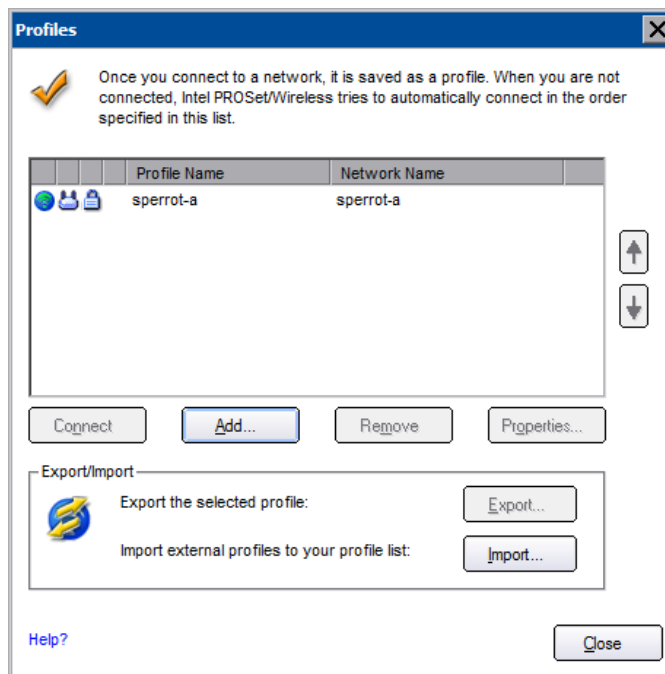 Profiles
Once you connect to a network, it is saved as a profile. When you are not
connected, Intel PROSet/Wireless tries to automatically connect in the order
specified in this list.
Profile Name Network Name
sperrot-a sperrot-a
Connect Add... Remove Properties...
Export/Import
Export the selected profile: Export...
Import external profiles to your profile list: Import...
Help? Close